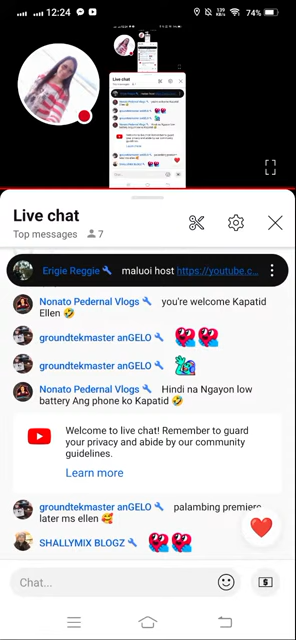 12:24
139
KB/s
74%
Live chat
Top messages 7
Erigie Reggie maluoi host https://youtube.c...
Nonato Pedernal Vlogs you're welcome Kapatid
Ellen 🤣
groundtekmaster anGELO
groundtekmaster anGELO
Nonato Pedernal Vlogs Hindi na Ngayon low
battery Ang phone ko Kapatid 🤣
Welcome to live chat! Remember to guard
your privacy and abide by our community
guidelines.
Learn more
groundtekmaster anGELO palambing premiere
later ms ellen 🥰
SHALLYMIX BLOGZ
Chat...